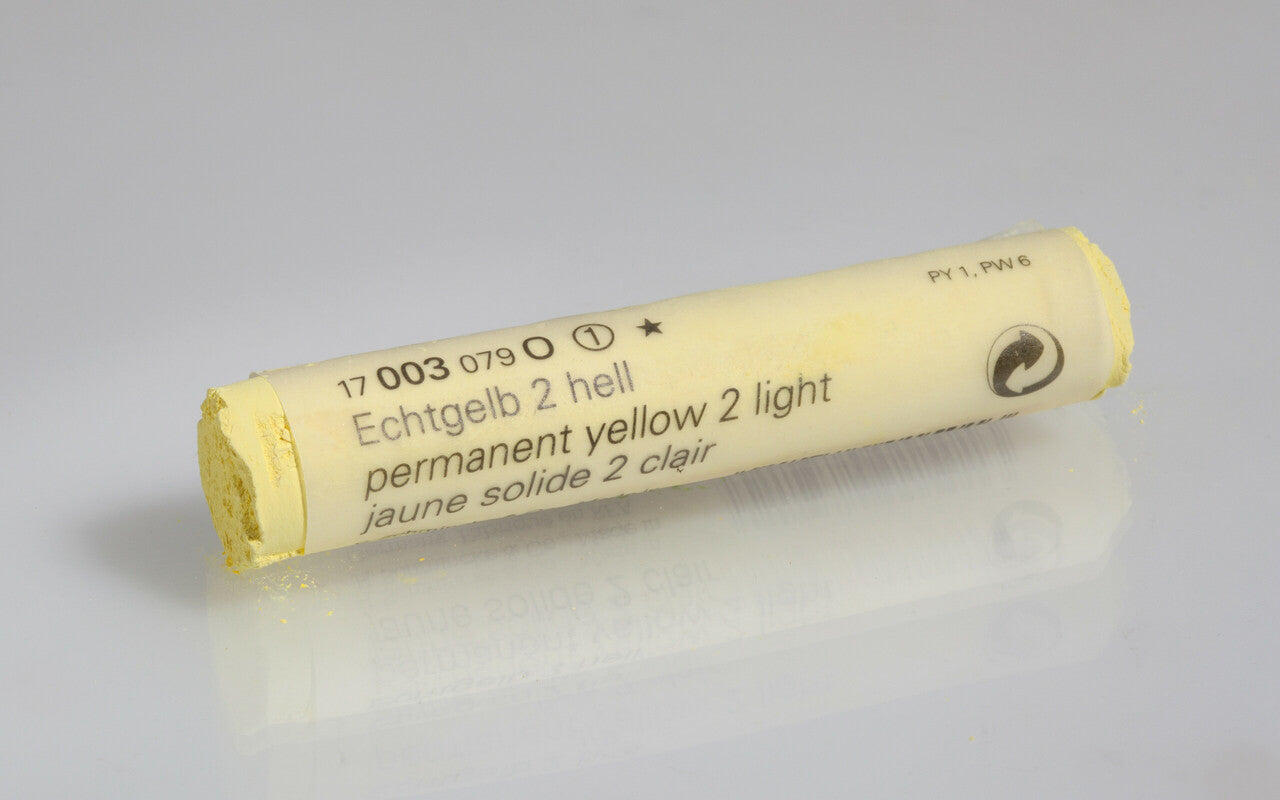 17 003 079 O ① ★
PY 1, PW 6
Echtgelb 2 hell
permanent yellow 2 light
jaune solide 2 clair